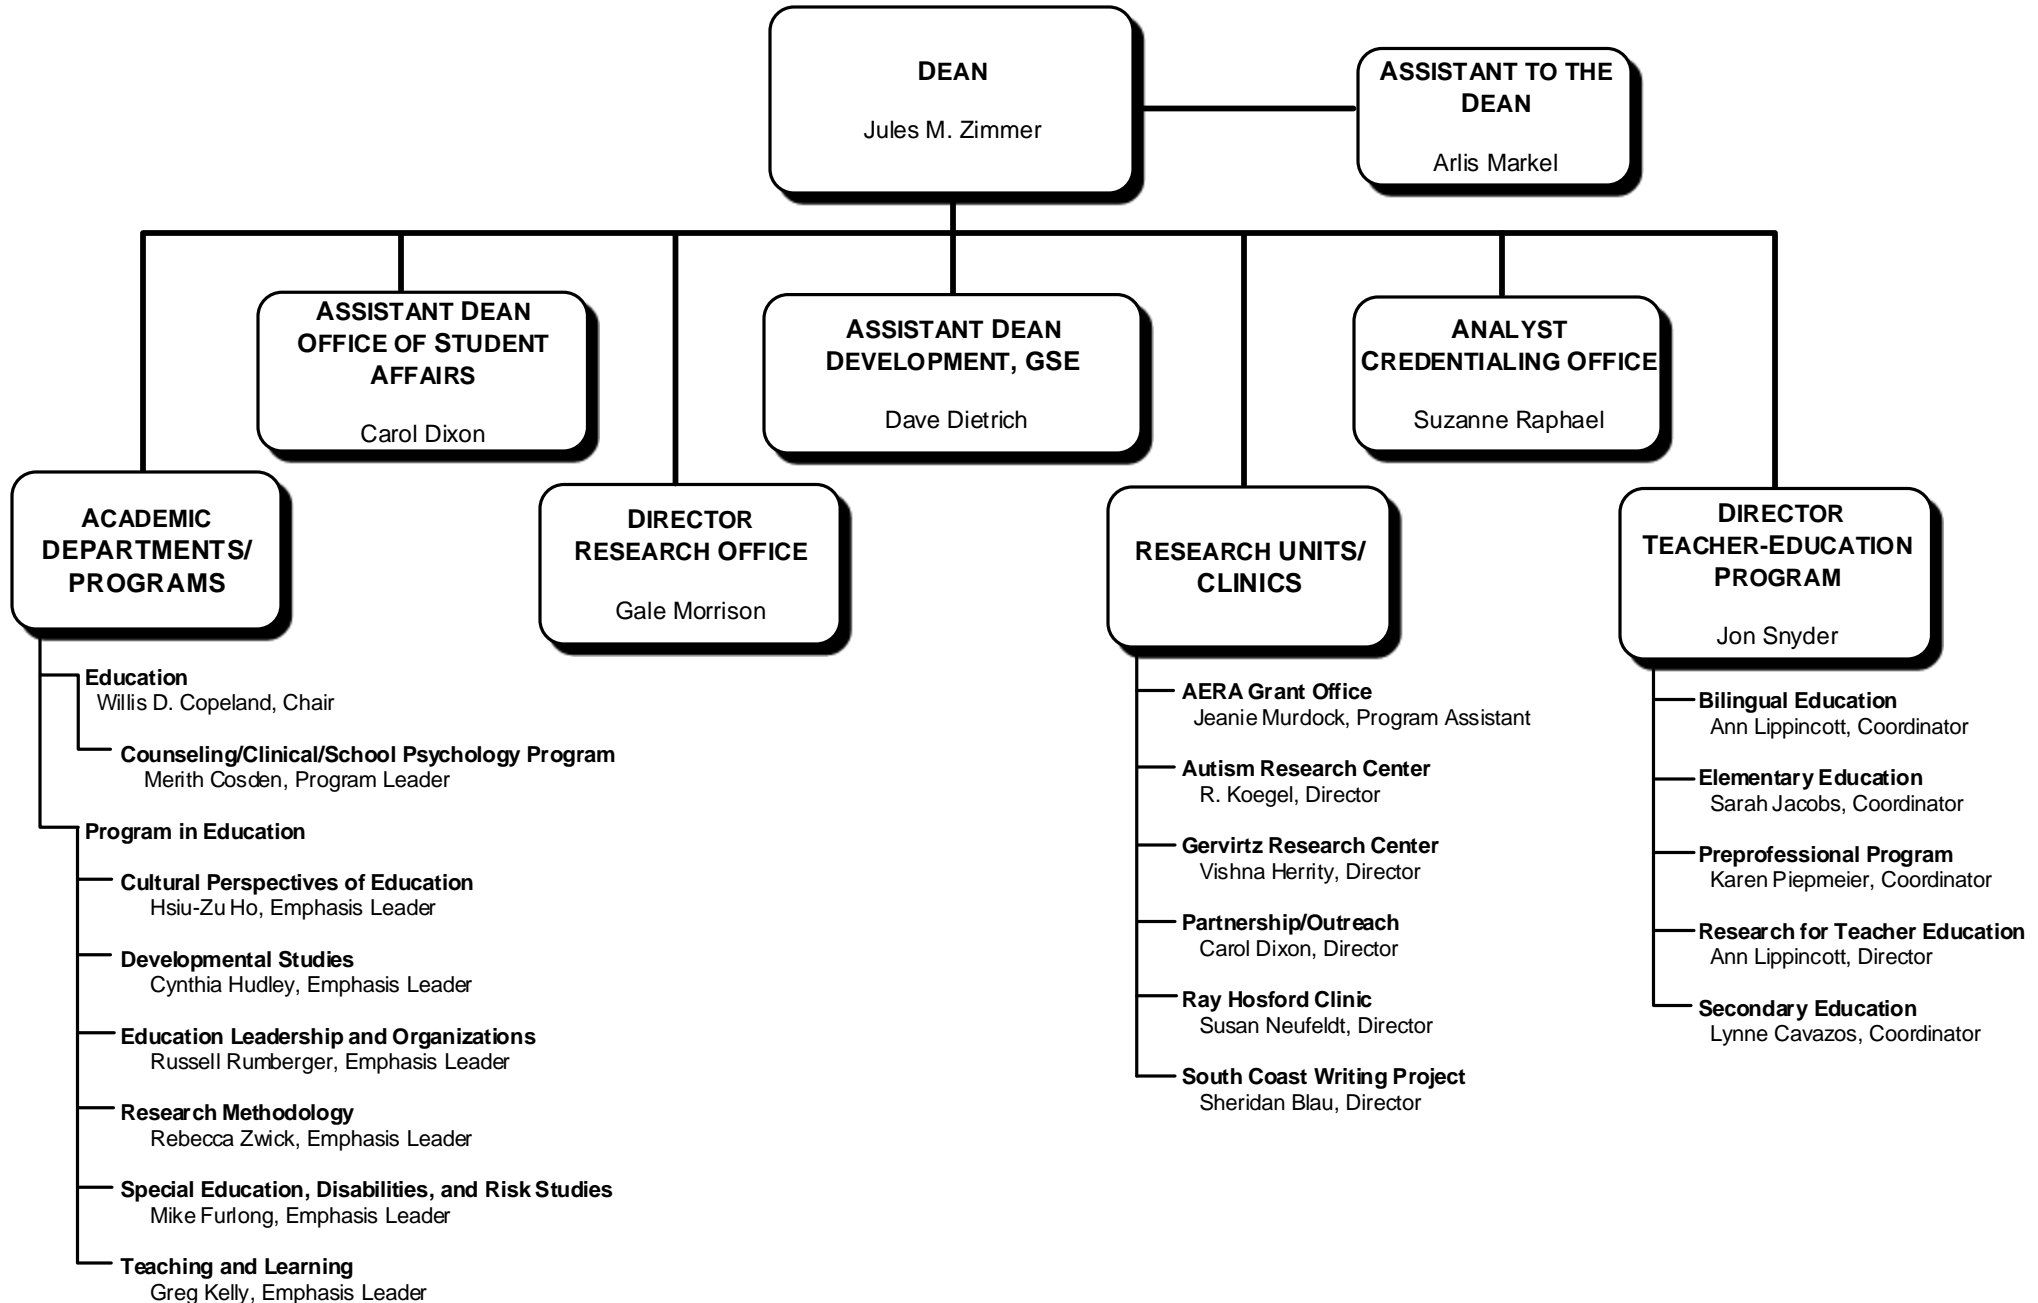 DEAN
Jules M. Zimmer
ASSISTANT TO THE
DEAN
Arlis Markel
ASSISTANT DEAN
OFFICE OF STUDENT
AFFAIRS
Carol Dixon
ASSISTANT DEAN
DEVELOPMENT, GSE
Dave Dietrich
ANALYST
CREDENTIALING OFFICE
Suzanne Raphael
ACADEMIC
DEPARTMENTS/
PROGRAMS
DIRECTOR
RESEARCH OFFICE
Gale Morrison
RESEARCH UNITS/
CLINICS
DIRECTOR
TEACHER-EDUCATION
PROGRAM
Jon Snyder
Education
Willis D. Copeland, Chair
Counseling/Clinical/School Psychology Program
Merith Cosden, Program Leader
Program in Education
Cultural Perspectives of Education
Hsiu-Zu Ho, Emphasis Leader
Developmental Studies
Cynthia Hudley, Emphasis Leader
Education Leadership and Organizations
Russell Rumberger, Emphasis Leader
Research Methodology
Rebecca Zwick, Emphasis Leader
Special Education, Disabilities, and Risk Studies
Mike Furlong, Emphasis Leader
Teaching and Learning
Greg Kelly, Emphasis Leader
AERA Grant Office
Jeanie Murdock, Program Assistant
Autism Research Center
R. Koegel, Director
Gervirtz Research Center
Vishna Herrity, Director
Partnership/Outreach
Carol Dixon, Director
Ray Hosford Clinic
Susan Neufeldt, Director
South Coast Writing Project
Sheridan Blau, Director
Bilingual Education
Ann Lippincott, Coordinator
Elementary Education
Sarah Jacobs, Coordinator
Preprofessional Program
Karen Piepmeier, Coordinator
Research for Teacher Education
Ann Lippincott, Director
Secondary Education
Lynne Cavazos, Coordinator